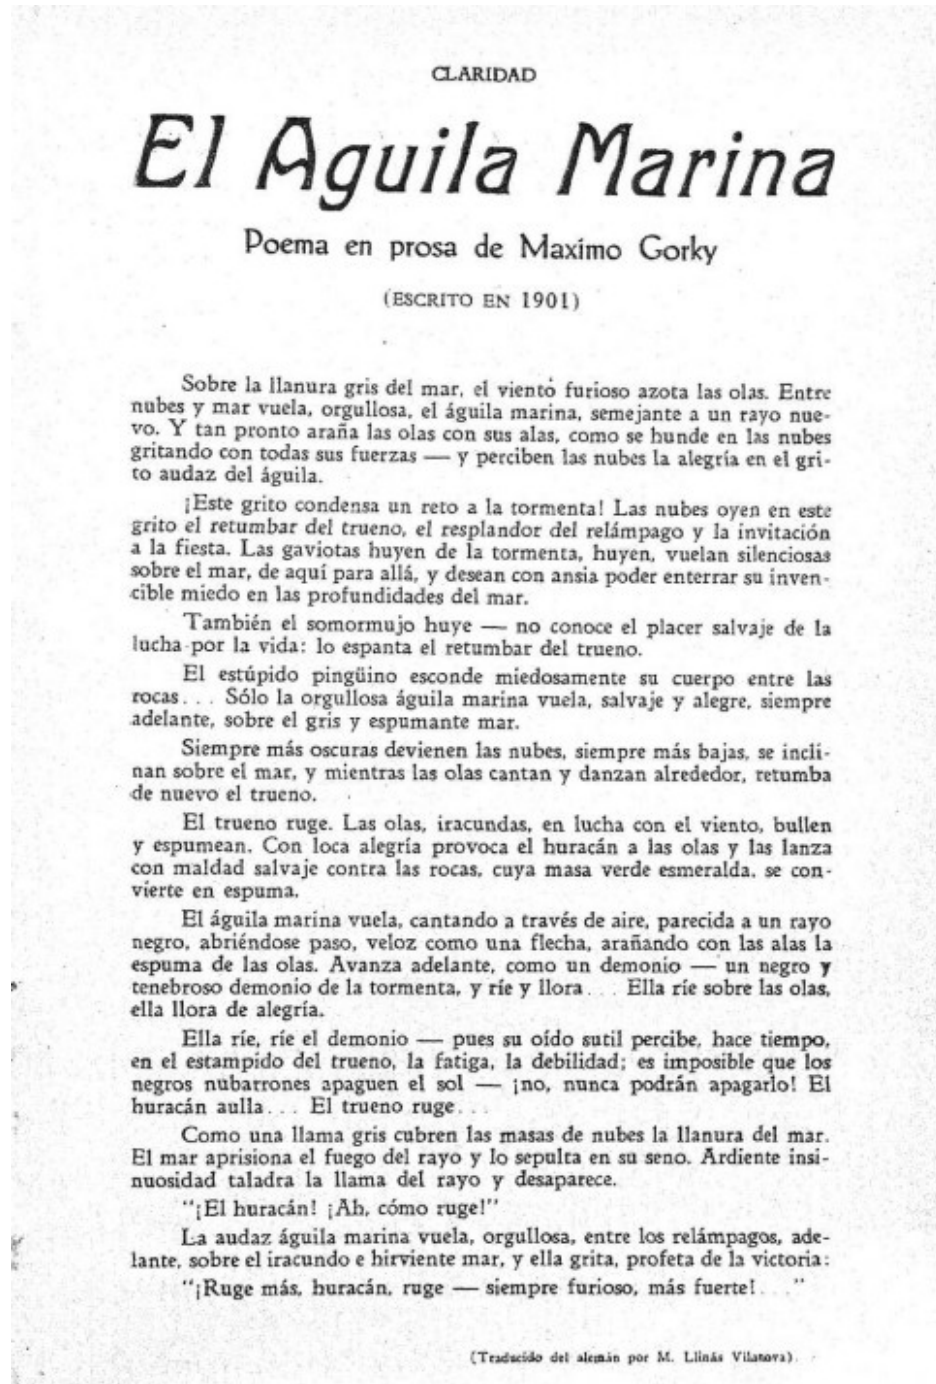 CLARIDAD
El Aguila Marina
Poema en prosa de Maxímo Gorky
(ESCRITO EN 1901)
Sobre la llanura gris del mar, el viento furioso azota las olas. Entre
nubes y mar vuela, orgullosa, el águila marina, semejante a un rayo nue-
vo. Y tan pronto araña las olas con sus alas, como se hunde en las nubes
gritando con todas sus fuerzas — y perciben las nubes la alegría en el gri-
to audaz del águila.
¡Este grito condensa un reto a la tormenta! Las nubes oyen en este
grito el retumbar del trueno, el resplandor del relámpago y la invitación
a la fiesta. Las gaviotas huyen de la tormenta, huyen, vuelan silenciosas
sobre el mar, de aquí para allá, y desean con ansia poder enterrar su inven-
cible miedo en las profundidades del mar.
También el somormujo huye — no conoce el placer salvaje de la
lucha por la vida: lo espanta el retumbar del trueno.
El estúpido pingüino esconde miedosamente su cuerpo entre las
rocas... Sólo la orgullosa águila marina vuela, salvaje y alegre, siempre
adelante, sobre el gris y espumante mar.
Siempre más oscuras devienen las nubes, siempre más bajas, se incli-
nan sobre el mar, y mientras las olas cantan y danzan alrededor, retumba
de nuevo el trueno.
El trueno ruge. Las olas, iracundas, en lucha con el viento, bullen
y espumean. Con loca alegría provoca el huracán a las olas y las lanza
con maldad salvaje contra las rocas, cuya masa verde esmeralda, se con-
vierte en espuma.
El águila marina vuela, cantando a través de aire, parecida a un rayo
negro, abriéndose paso, veloz como una flecha, arañando con las alas la
espuma de las olas. Avanza adelante, como un demonio — un negro y
tenebroso demonio de la tormenta, y ríe y llora... Ella ríe sobre las olas,
ella llora de alegría.
Ella ríe, ríe el demonio — pues su oído sutil percibe, hace tiempo,
en el estampido del trueno, la fatiga, la debilidad; es imposible que los
negros nubarrones apaguen el sol — ¡no, nunca podrán apagarlo! El
huracán aulla... El trueno ruge...
Como una llama gris cubren las masas de nubes la llanura del mar.
El mar aprisiona el fuego del rayo y lo sepulta en su seno. Ardiente insi-
nuosidad taladra la llama del rayo y desaparece.
"¡El huracán! ¡Ah, cómo ruge!"
La audaz águila marina vuela, orgullosa, entre los relámpagos, ade-
lante, sobre el iracundo e hirviente mar, y ella grita, profeta de la victoria:
"¡Ruge más, huracán, ruge — siempre furioso, más fuerte!..."
(Traducido del alemán por M. Llinás Vilanova).